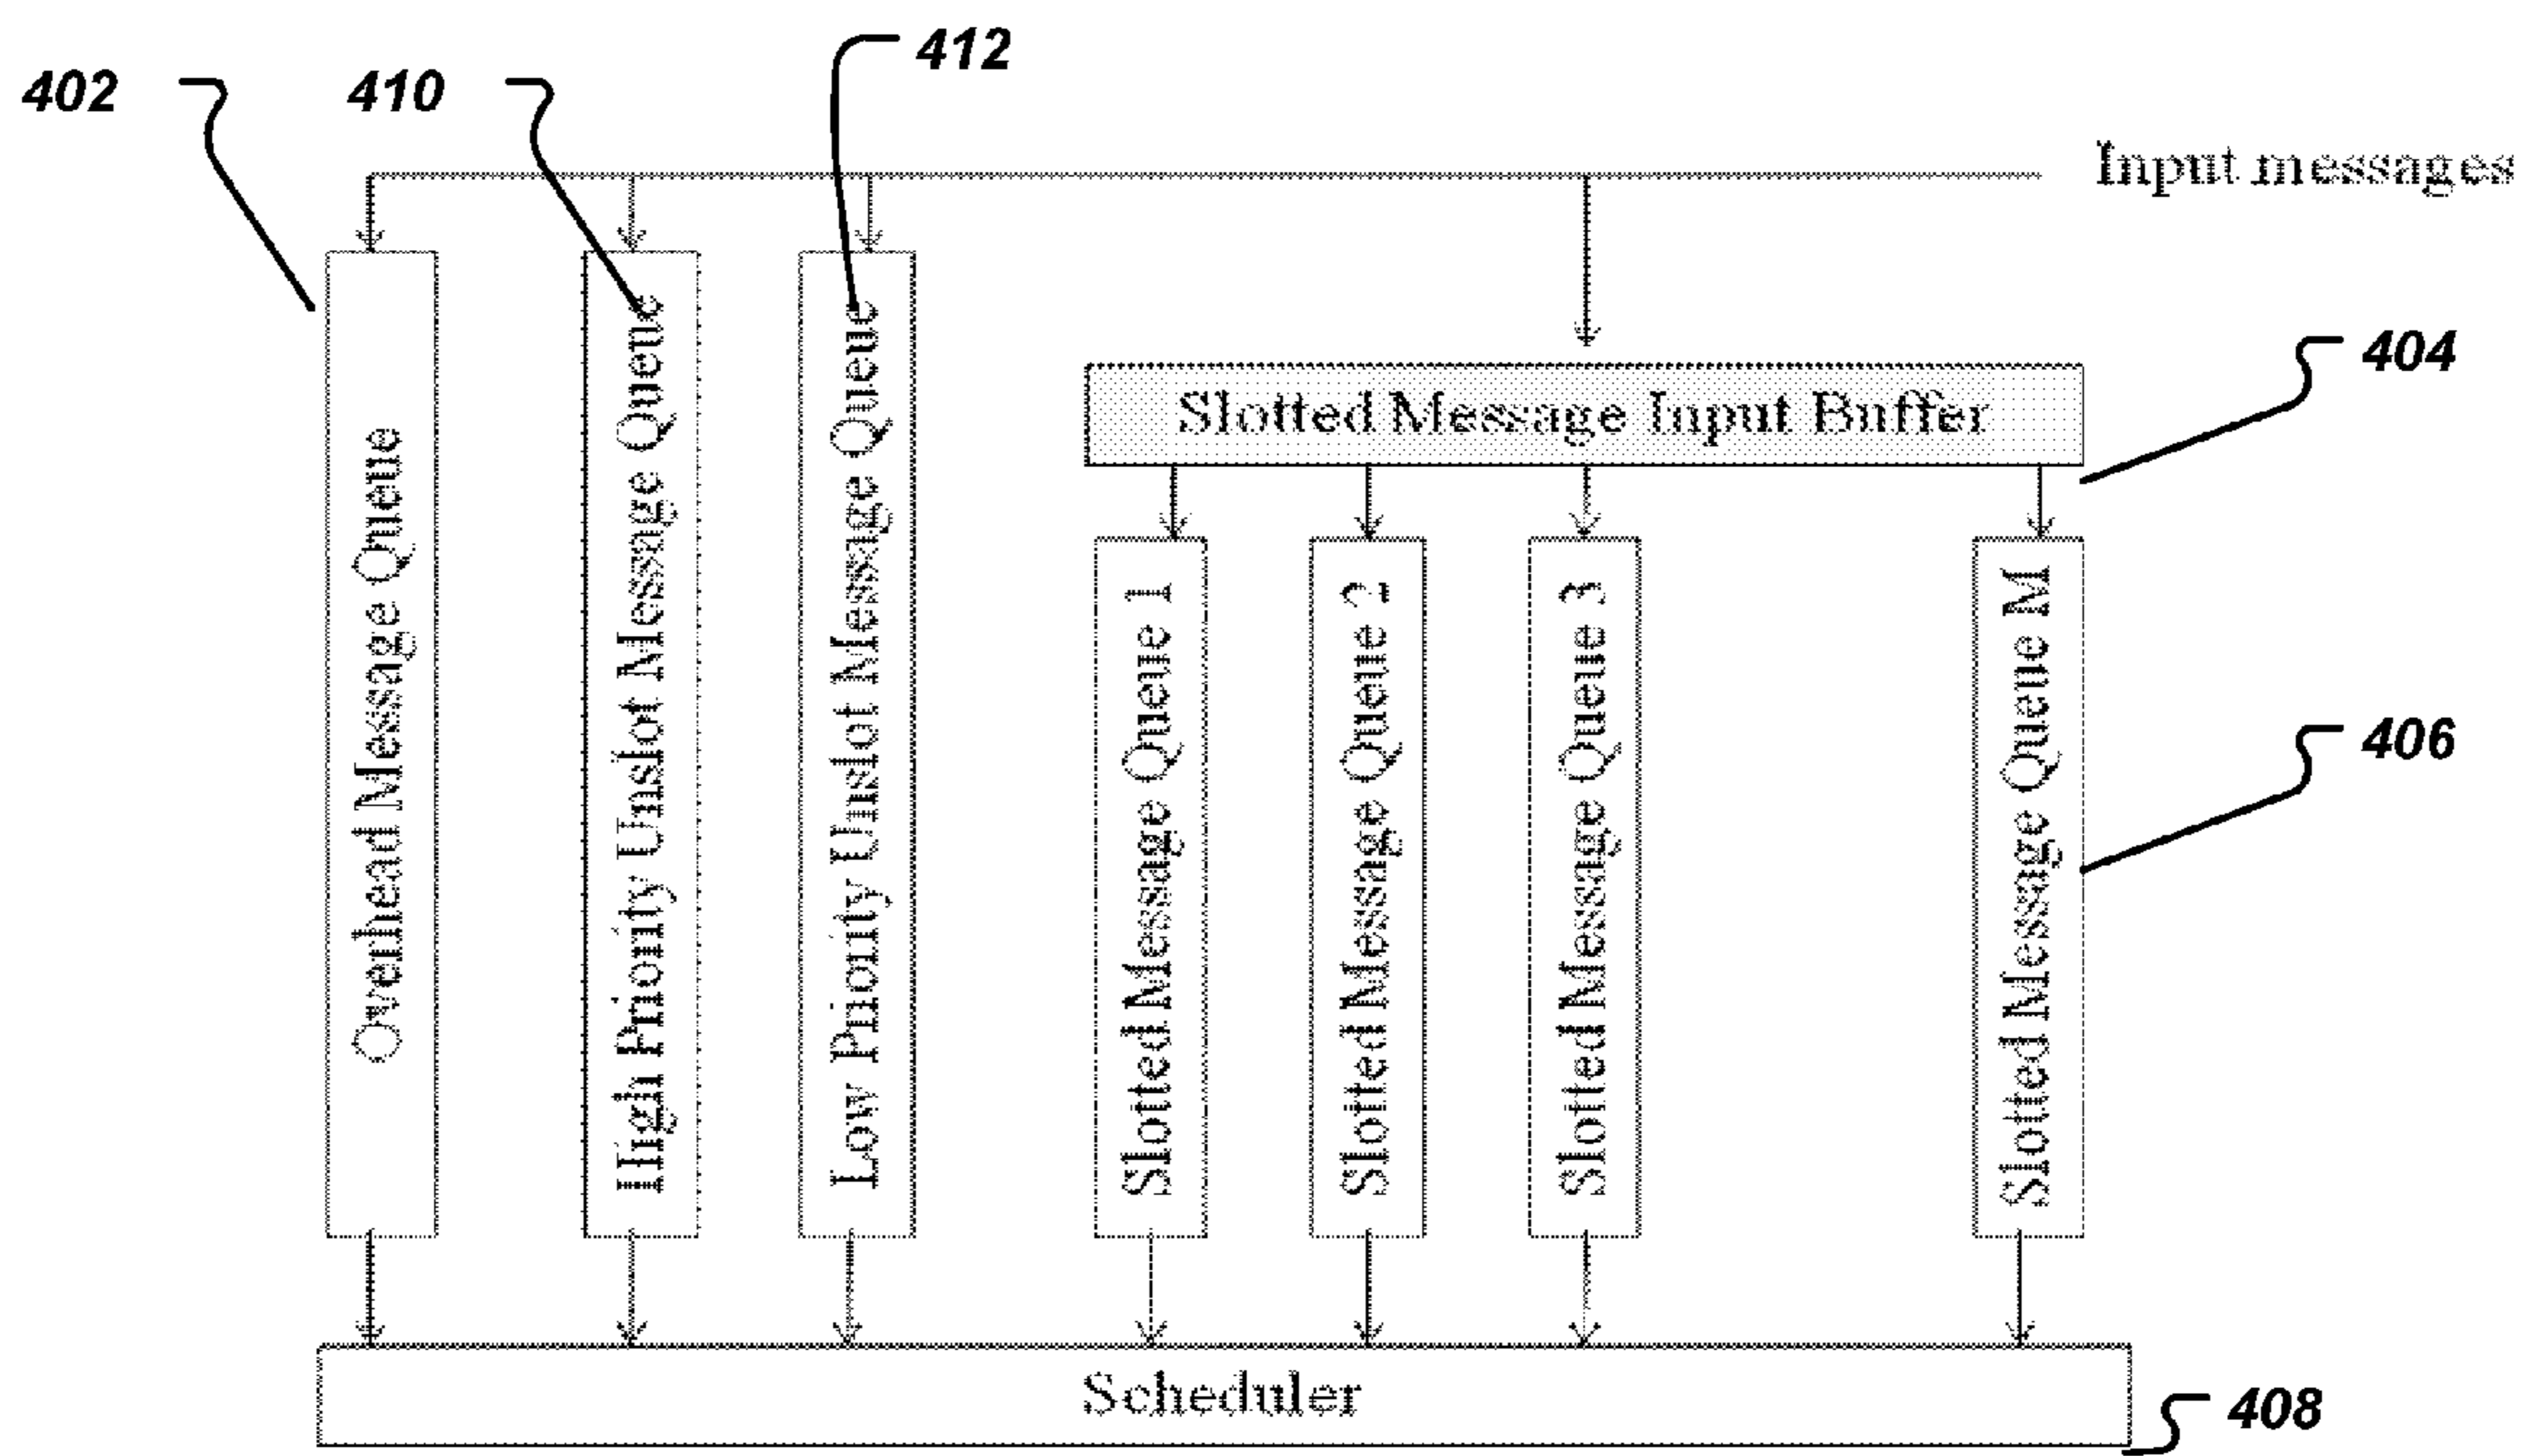 412
402
410
Input messages
404
Slotted Message Input Buffer
Overhead Message Queue
High Priority Unslot Message Queue
Low Priority Unslot Message Queue
Slotted Message Queue 1
Slotted Message Queue 2
Slotted Message Queue 3
Slotted Message Queue M
406
Scheduler
408